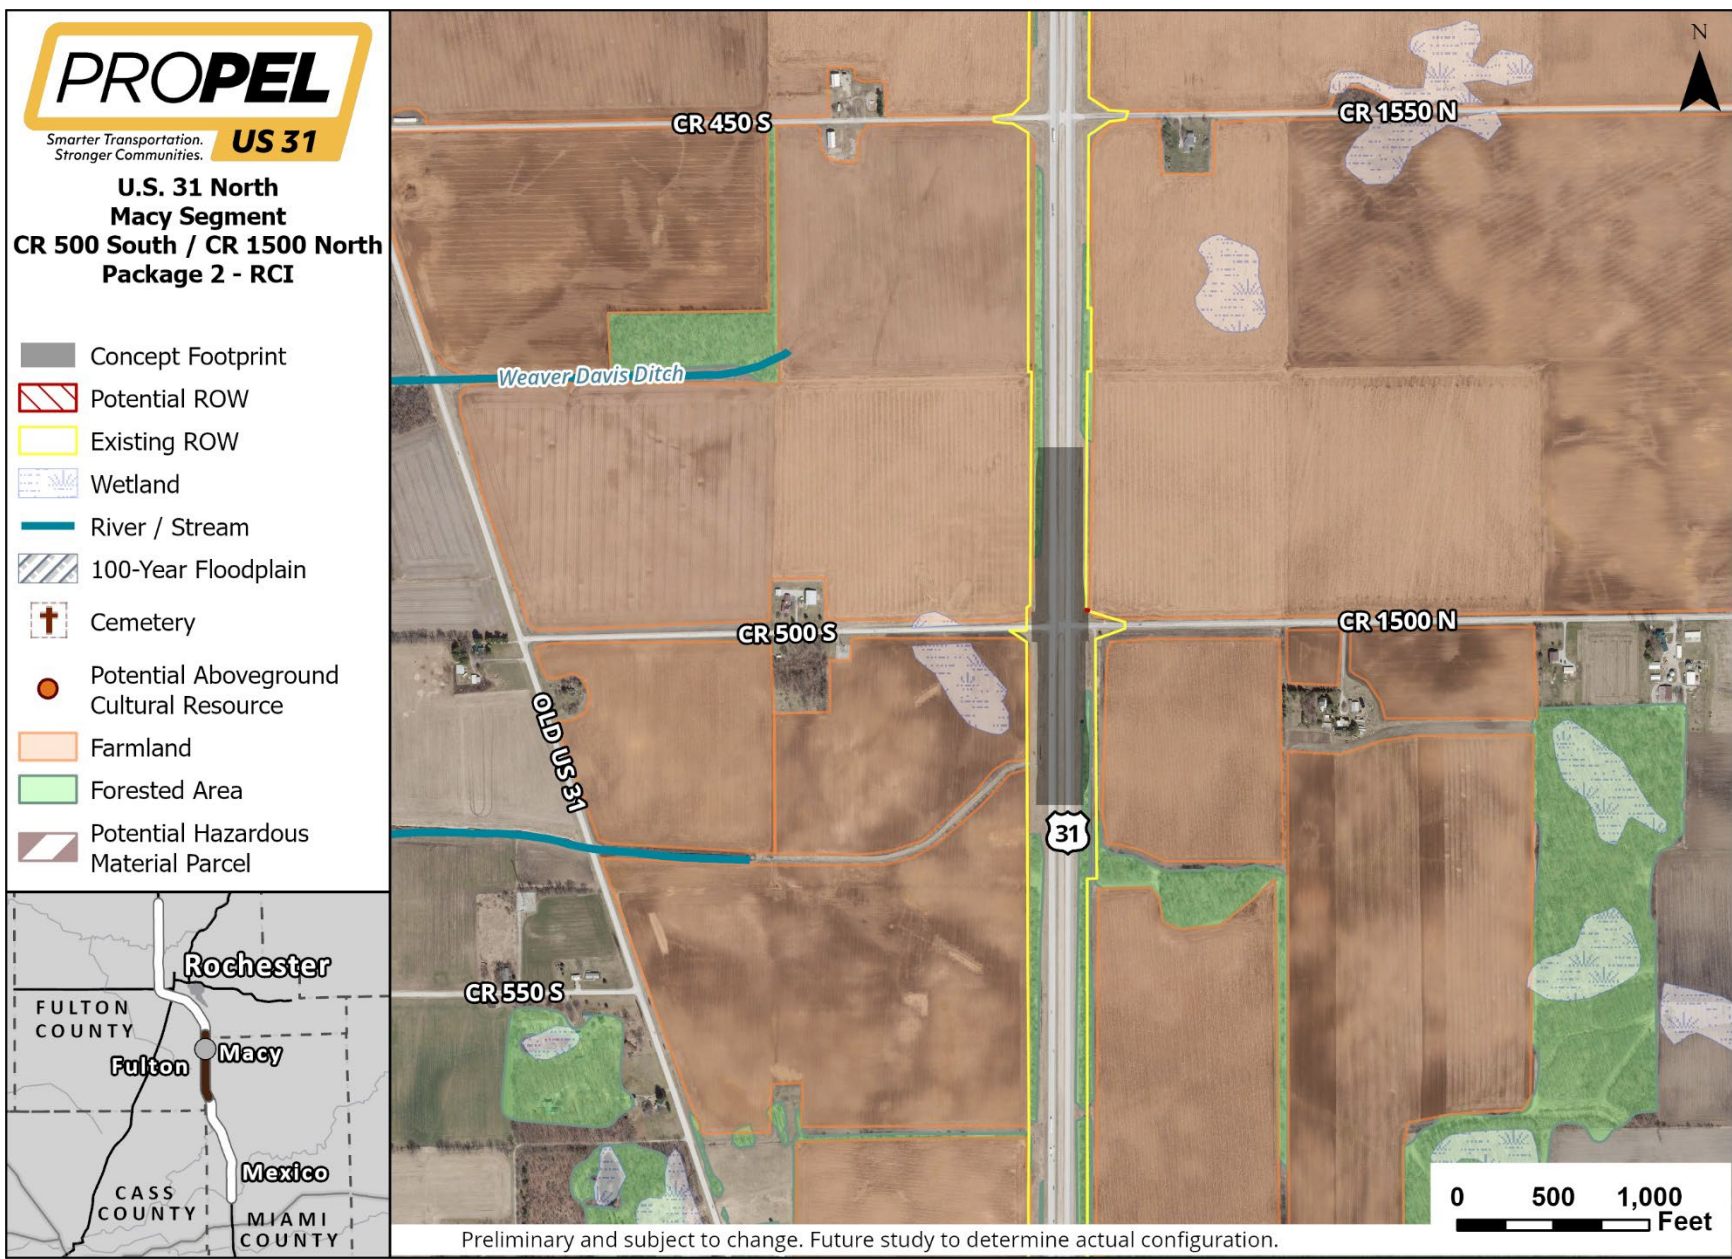 PROPEL
Smarter Transportation.
Stronger Communities.
US 31
U.S. 31 North
Macy Segment
CR 500 South / CR 1500 North
Package 2 - RCI
Concept Footprint
Potential ROW
Existing ROW
Wetland
River / Stream
100-Year Floodplain
Cemetery
Potential Aboveground
Cultural Resource
Farmland
Forested Area
Potential Hazardous
Material Parcel
Rochester
FULTON
COUNTY
Macy
Fulton
Mexico
CASS
COUNTY
MIAMI
COUNTY
N
CR 450 S
CR 1550 N
Weaver Davis Ditch
CR 500 S
CR 1500 N
OLD US 31
31
CR 550 S
0 500 1,000
Feet
Preliminary and subject to change. Future study to determine actual configuration.